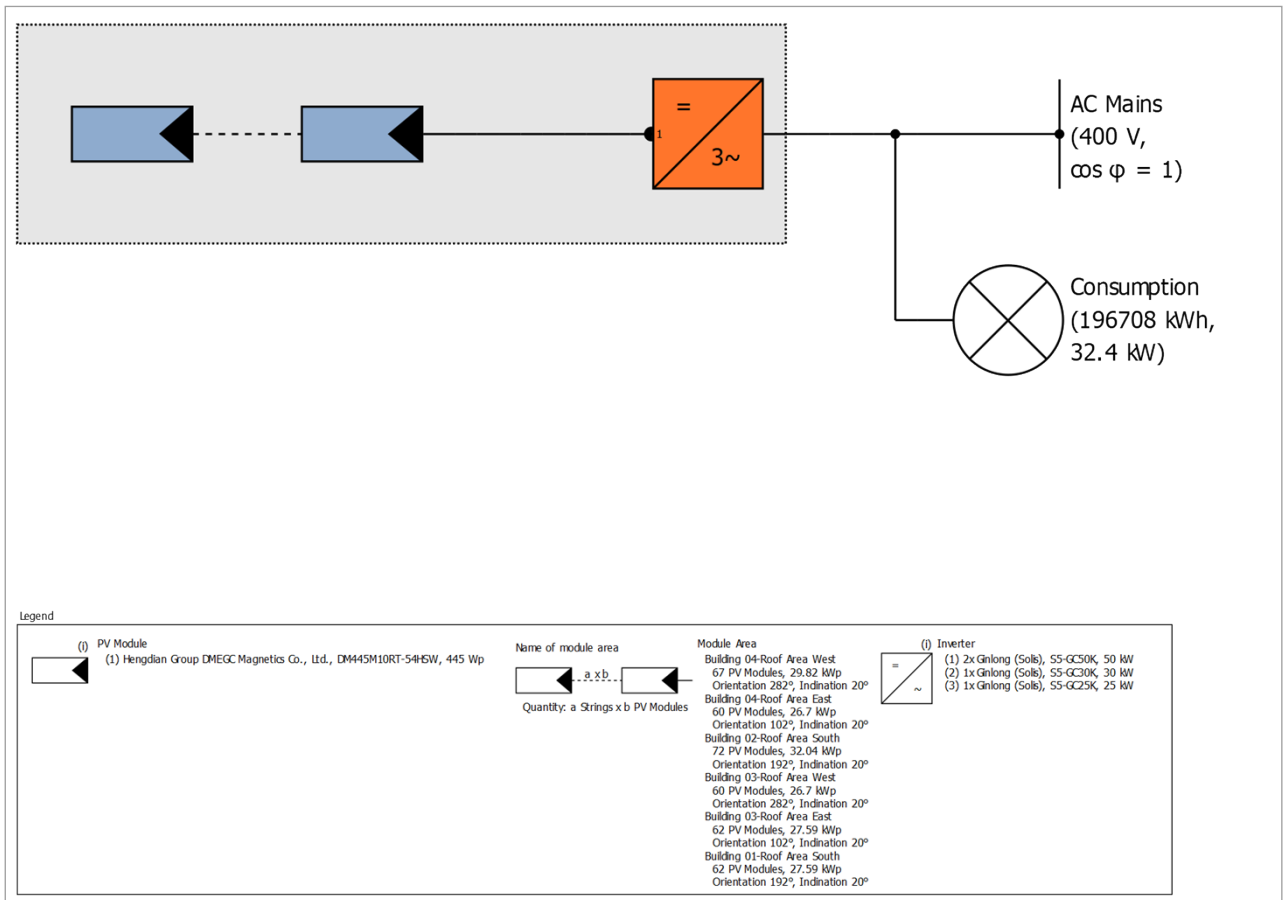 =
1
3~
AC Mains
(400 V,
cos φ = 1)
Consumption
(196708 kWh,
32.4 kW)
Legend
(i) PV Module
(1) Hengdian Group DMEGC Magnetics Co., Ltd., DM445M10RT-54HSW, 445 Wp
Name of module area
a x b
Quantity: a Strings x b PV Modules
Module Area
Building 04-Roof Area West
67 PV Modules, 29.82 kWp
Orientation 282°, Inclination 20°
Building 04-Roof Area East
60 PV Modules, 26.7 kWp
Orientation 102°, Inclination 20°
Building 02-Roof Area South
72 PV Modules, 32.04 kWp
Orientation 192°, Inclination 20°
Building 03-Roof Area West
60 PV Modules, 26.7 kWp
Orientation 282°, Inclination 20°
Building 03-Roof Area East
62 PV Modules, 27.59 kWp
Orientation 102°, Inclination 20°
Building 01-Roof Area South
62 PV Modules, 27.59 kWp
Orientation 192°, Inclination 20°
(i) Inverter
=
~
(1) 2x Ginlong (Solis), S5-GC50K, 50 kW
(2) 1x Ginlong (Solis), S5-GC30K, 30 kW
(3) 1x Ginlong (Solis), S5-GC25K, 25 kW